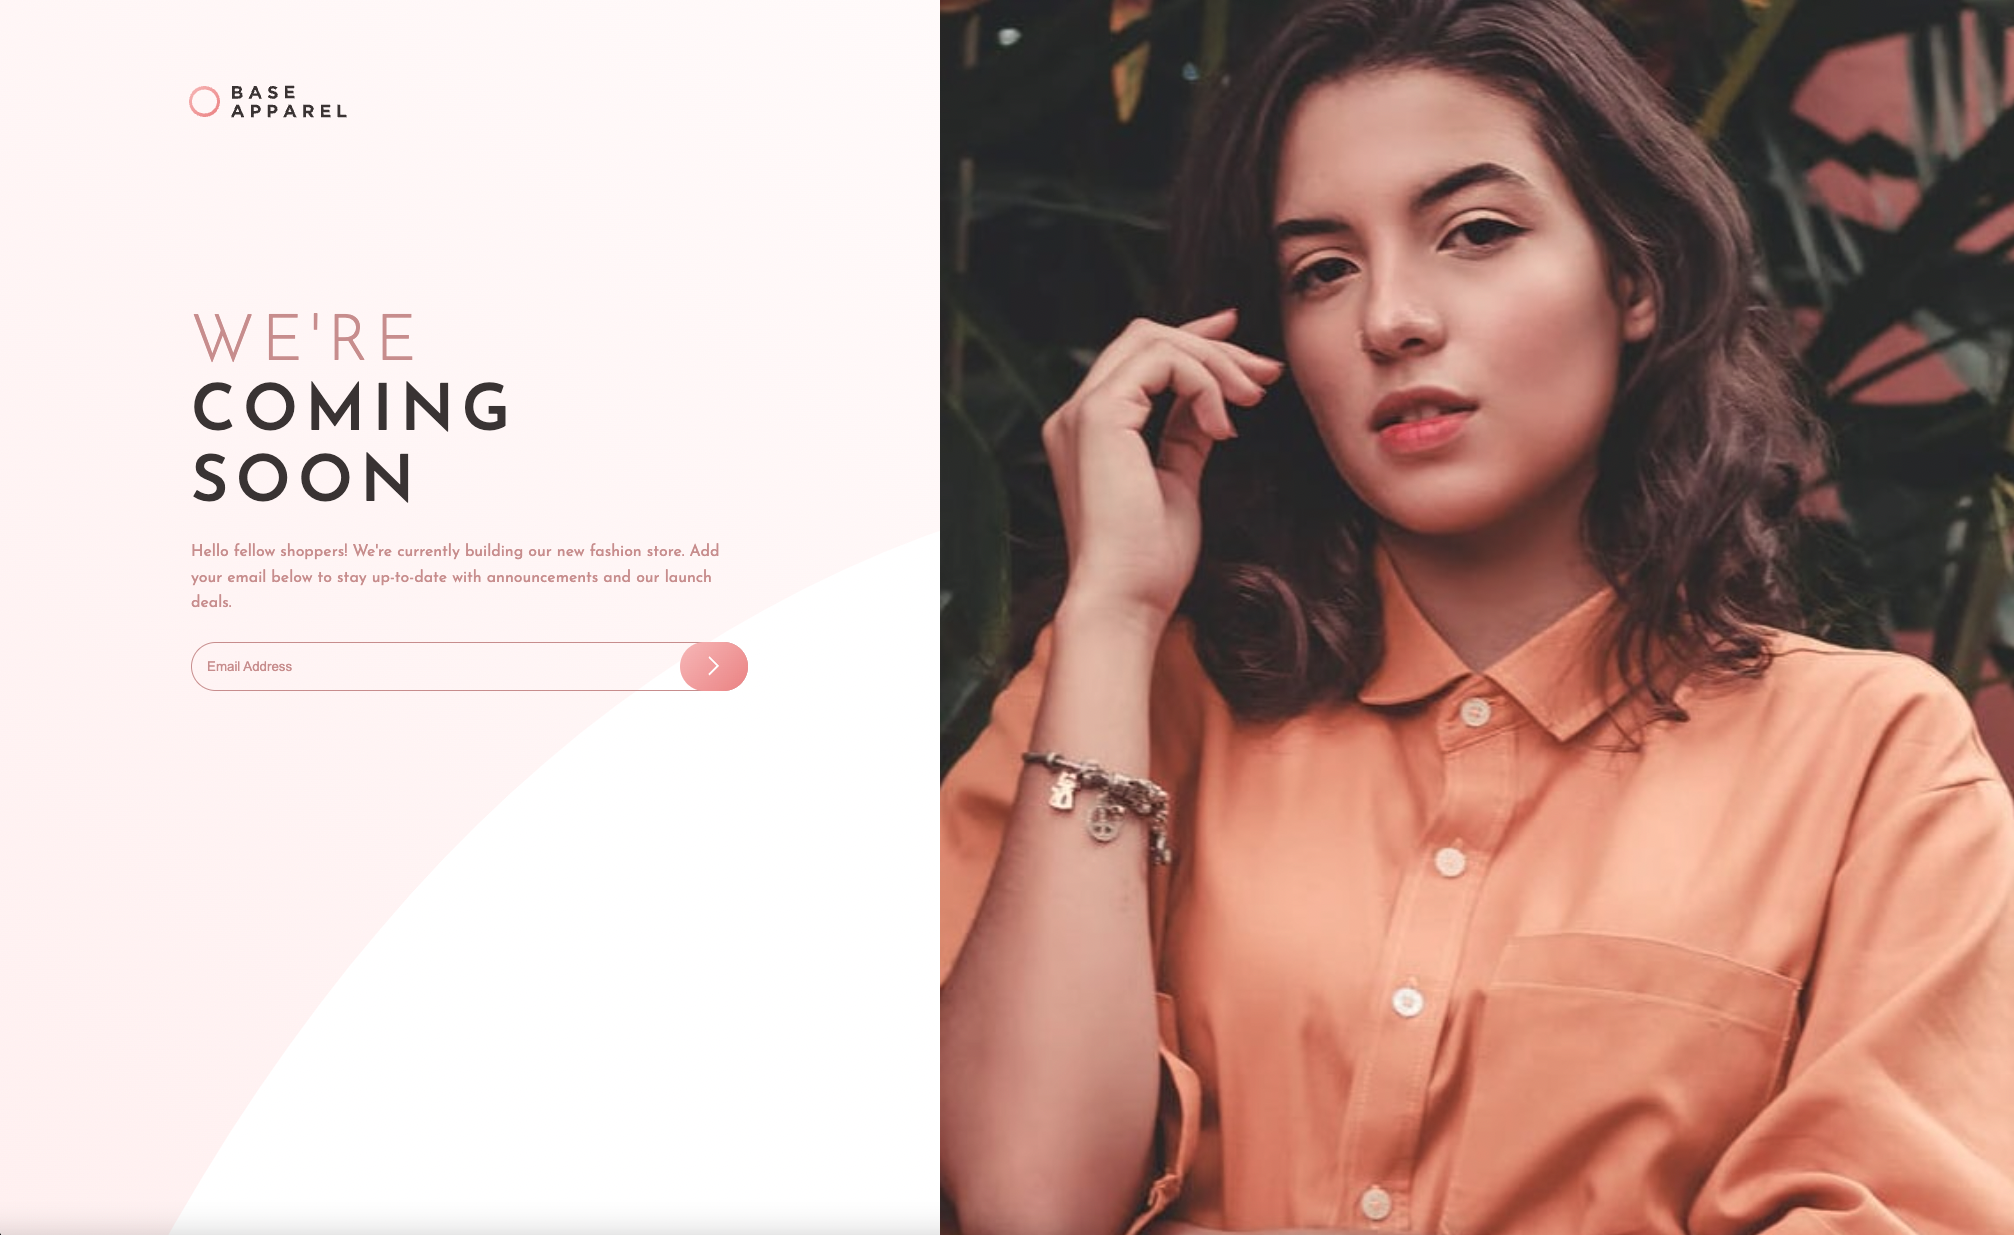 BASE
APPAREL
WE'RE
COMING
SOON
Hello fellow shoppers! We're currently building our new fashion store. Add
your email below to stay up-to-date with announcements and our launch
deals.
Email Address